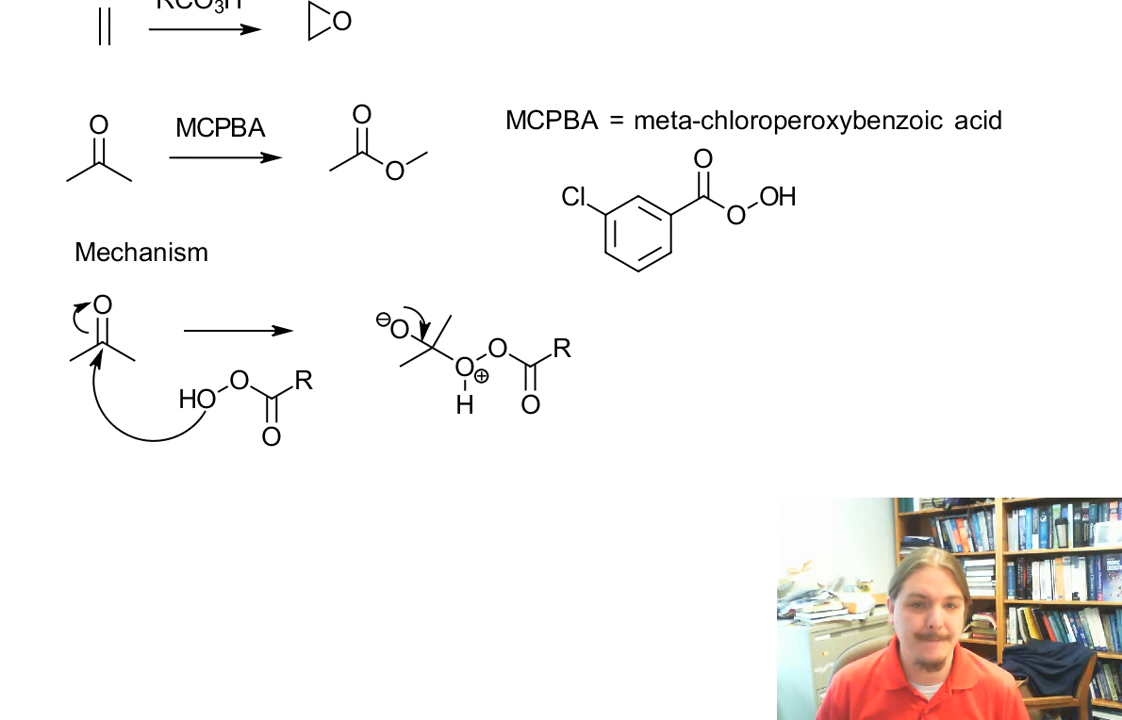 RCO3H
O
O
MCPBA
O
O
O
MCPBA = meta-chloroperoxybenzoic acid
O
Cl
O
OH
Mechanism
O
HO
O
R
O
⊖O
O
R
O⊕
H
O